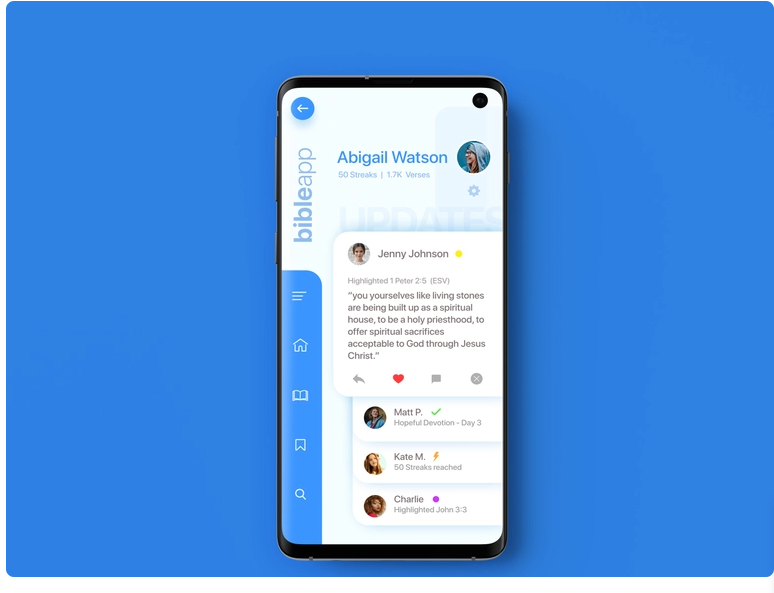 bibleapp
Abigail Watson
50 Streaks | 1.7K Verses
UPDATES
Jenny Johnson
Highlighted 1 Peter 2:5 (ESV)
“you yourselves like living stones
are being built up as a spiritual
house, to be a holy priesthood, to
offer spiritual sacrifices
acceptable to God through Jesus
Christ.”
Matt P.
Hopeful Devotion - Day 3
Kate M.
50 Streaks reached
Charlie
Highlighted John 3:3